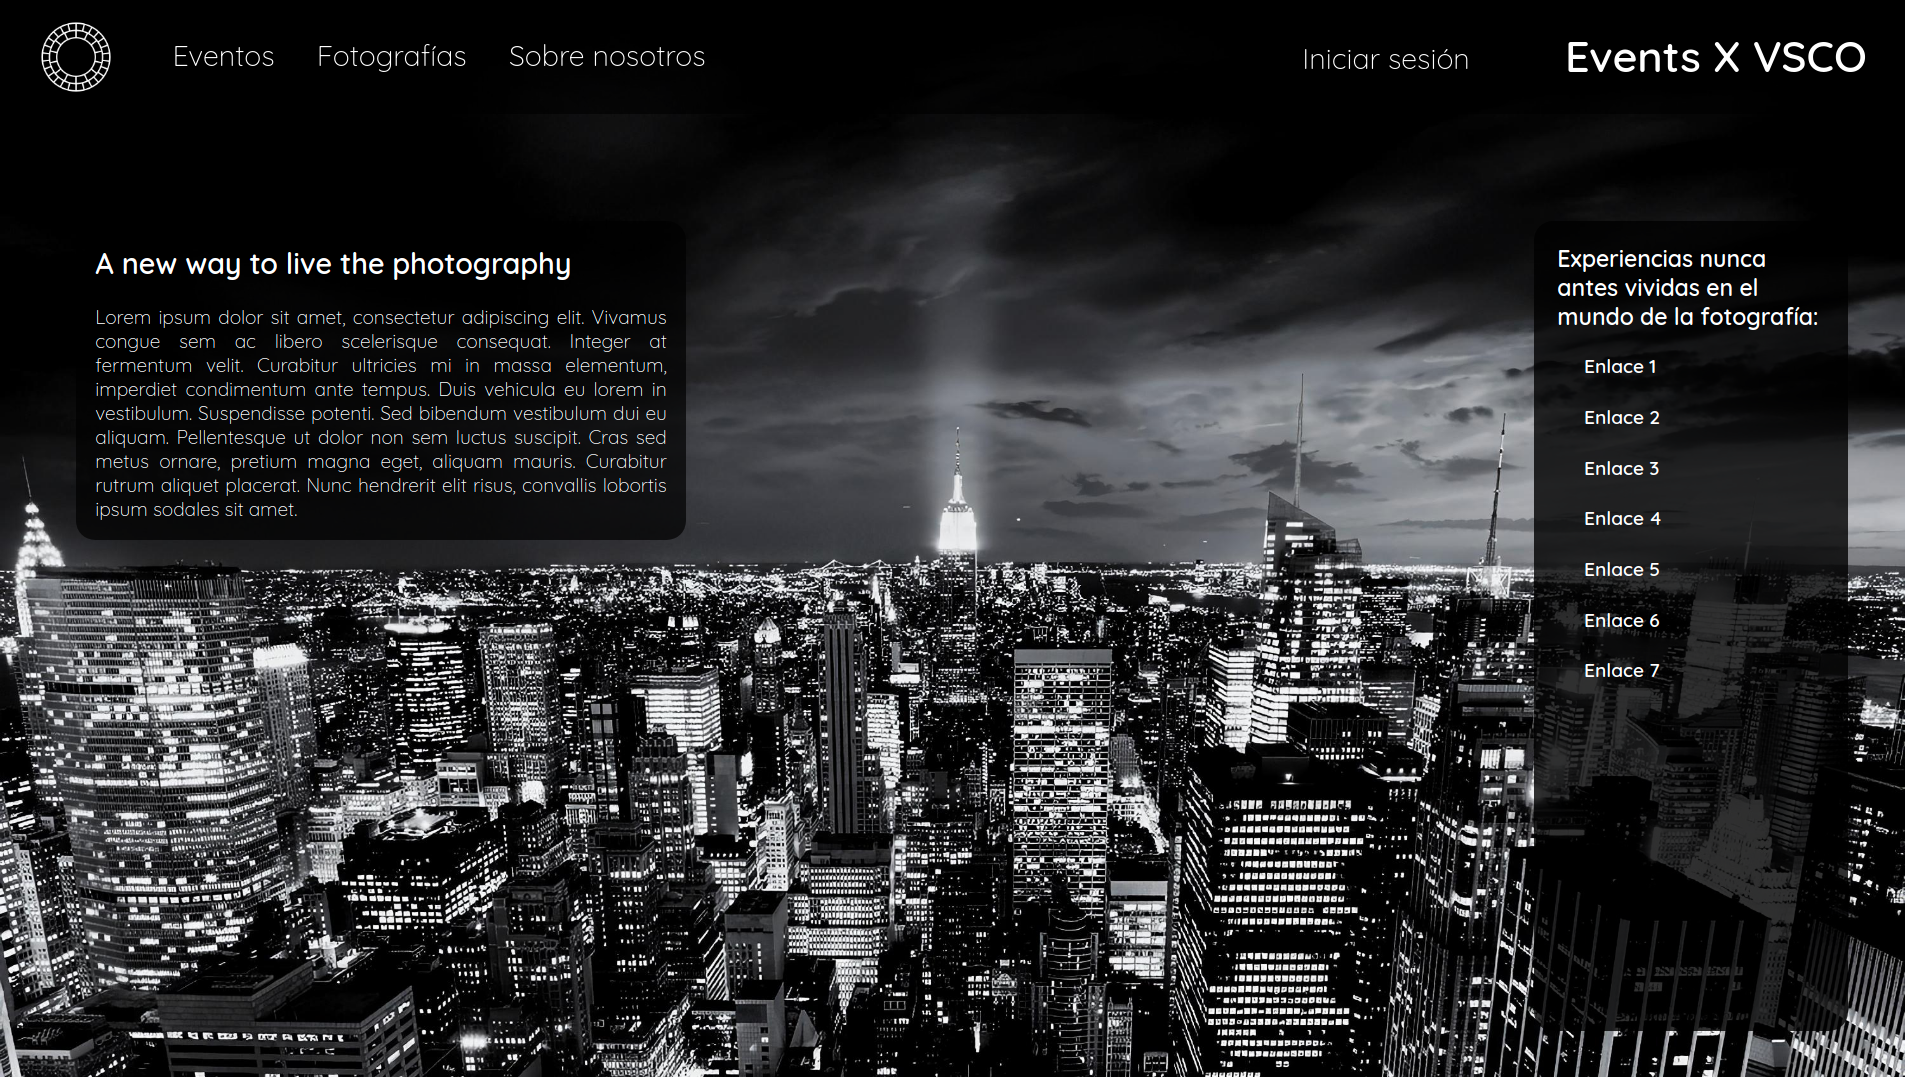 Eventos Fotografías Sobre nosotros Iniciar sesión Events X VSCO
A new way to live the photography
Lorem ipsum dolor sit amet, consectetur adipiscing elit. Vivamus
congue sem ac libero scelerisque consequat. Integer at
fermentum velit. Curabitur ultricies mi in massa elementum,
imperdiet condimentum ante tempus. Duis vehicula eu lorem in
vestibulum. Suspendisse potenti. Sed bibendum vestibulum dui eu
aliquam. Pellentesque ut dolor non sem luctus suscipit. Cras sed
metus ornare, pretium magna eget, aliquam mauris. Curabitur
rutrum aliquet placerat. Nunc hendrerit elit risus, convallis lobortis
ipsum sodales sit amet.
Experiencias nunca
antes vividas en el
mundo de la fotografía:
Enlace 1
Enlace 2
Enlace 3
Enlace 4
Enlace 5
Enlace 6
Enlace 7